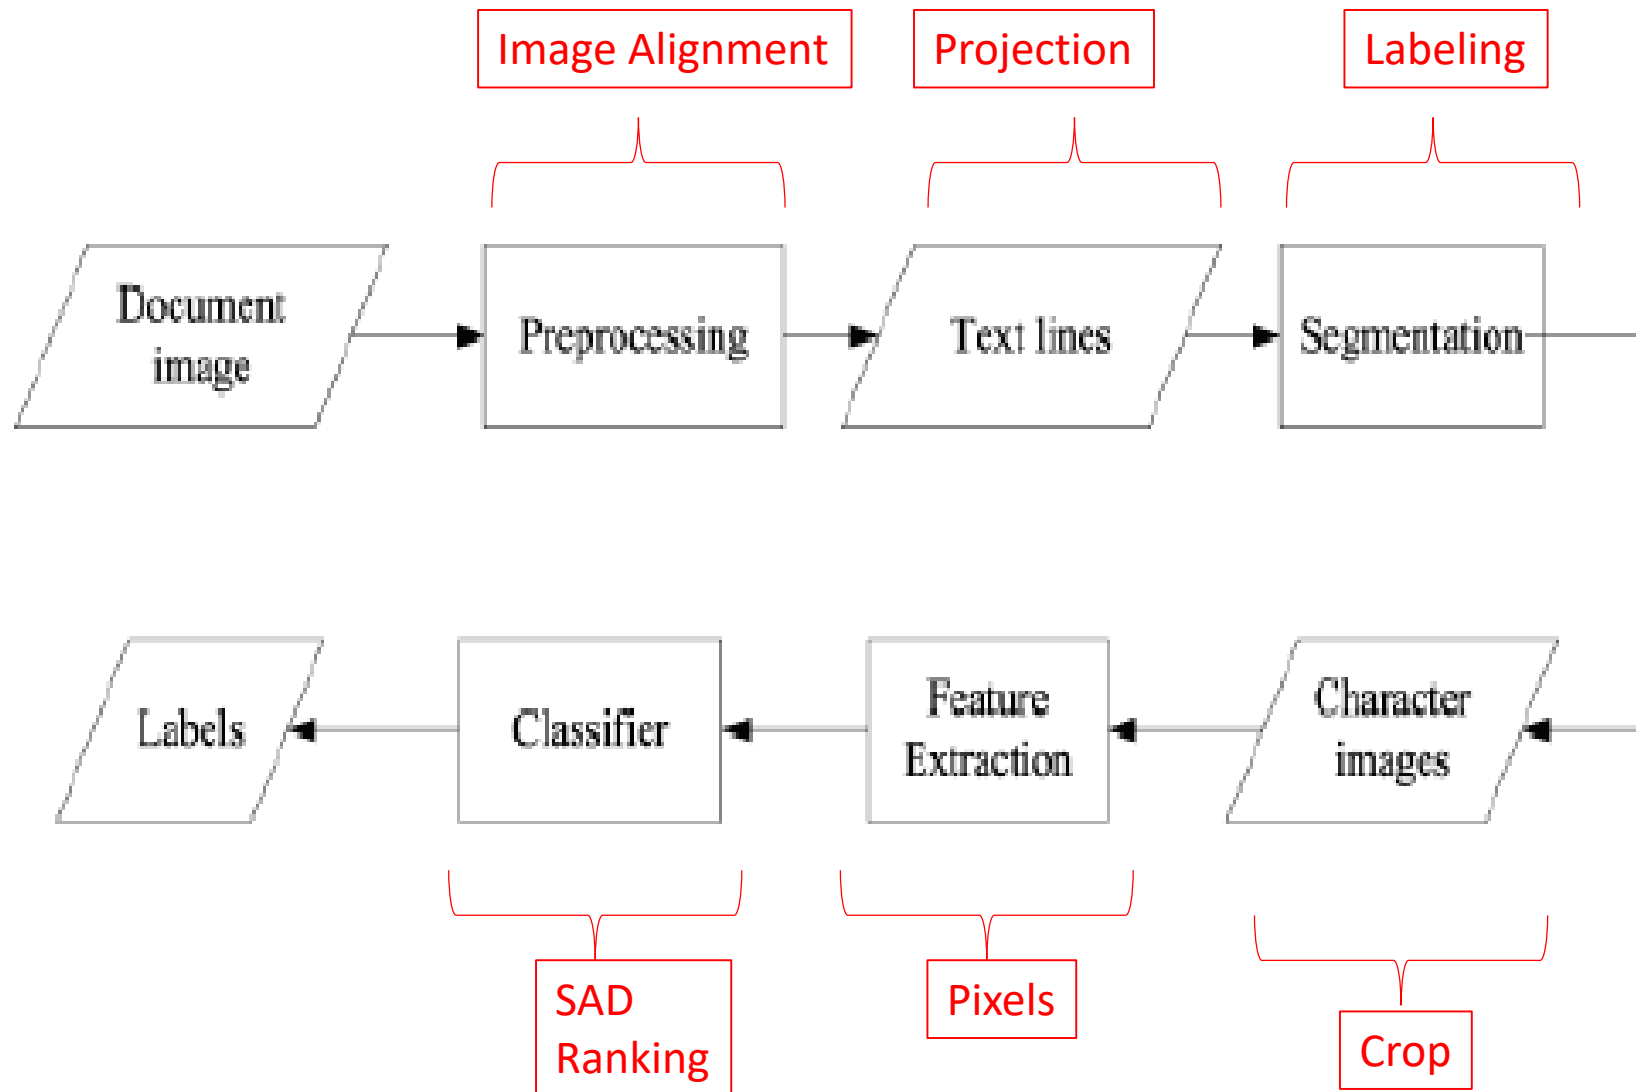 Image Alignment
Projection
Labeling
Document
image
Preprocessing
Text lines
Segmentation
Labels
Classifier
Feature
Extraction
Character
images
SAD
Ranking
Pixels
Crop